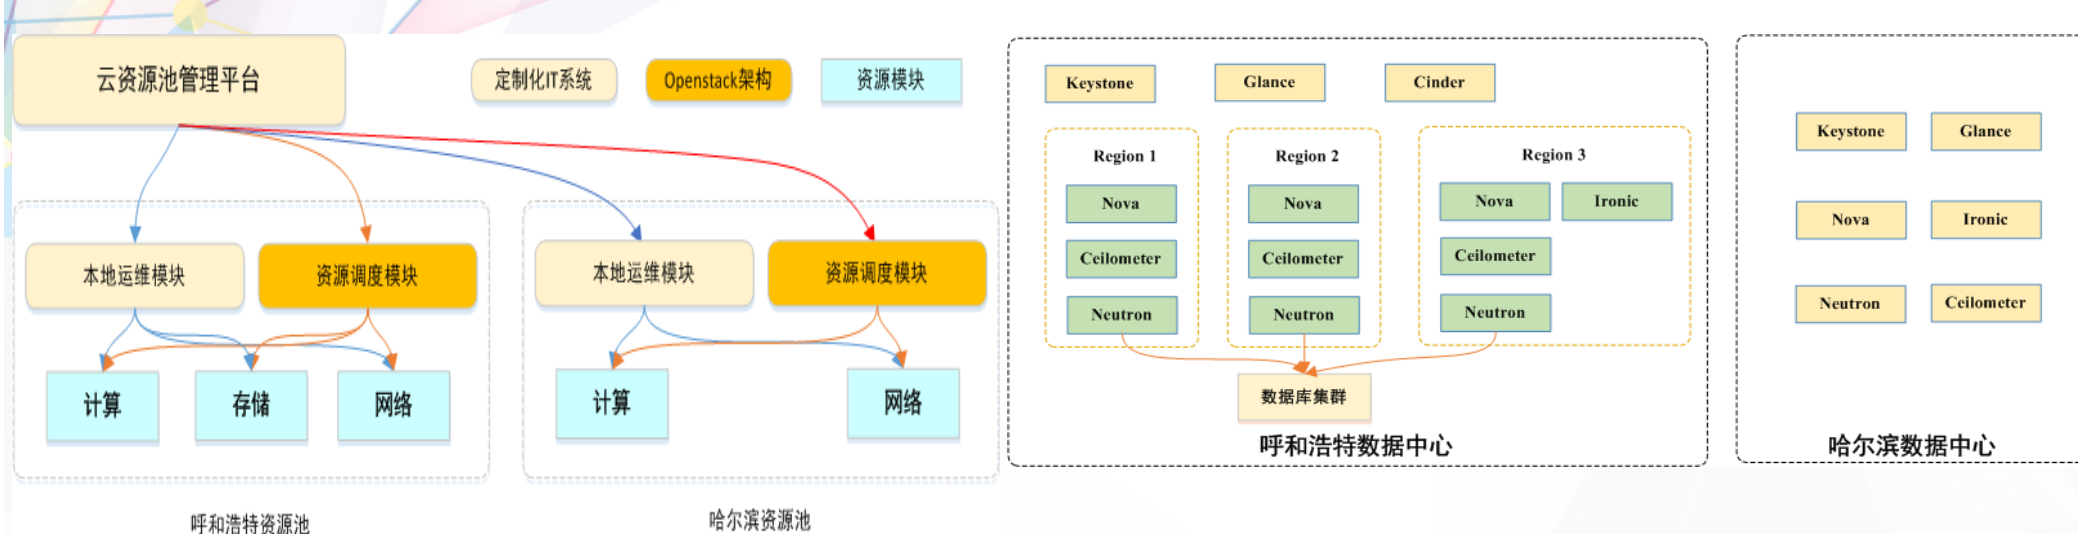 云资源池管理平台
定制化IT系统
Openstack架构
资源模块
本地运维模块
资源调度模块
本地运维模块
资源调度模块
计算
存储
网络
计算
网络
呼和浩特资源池
哈尔滨资源池
Keystone
Glance
Cinder
Region 1
Region 2
Region 3
Nova
Nova
Nova
Ironic
Ceilometer
Ceilometer
Ceilometer
Neutron
Neutron
Neutron
数据库集群
呼和浩特数据中心
Keystone
Glance
Nova
Ironic
Neutron
Ceilometer
哈尔滨数据中心